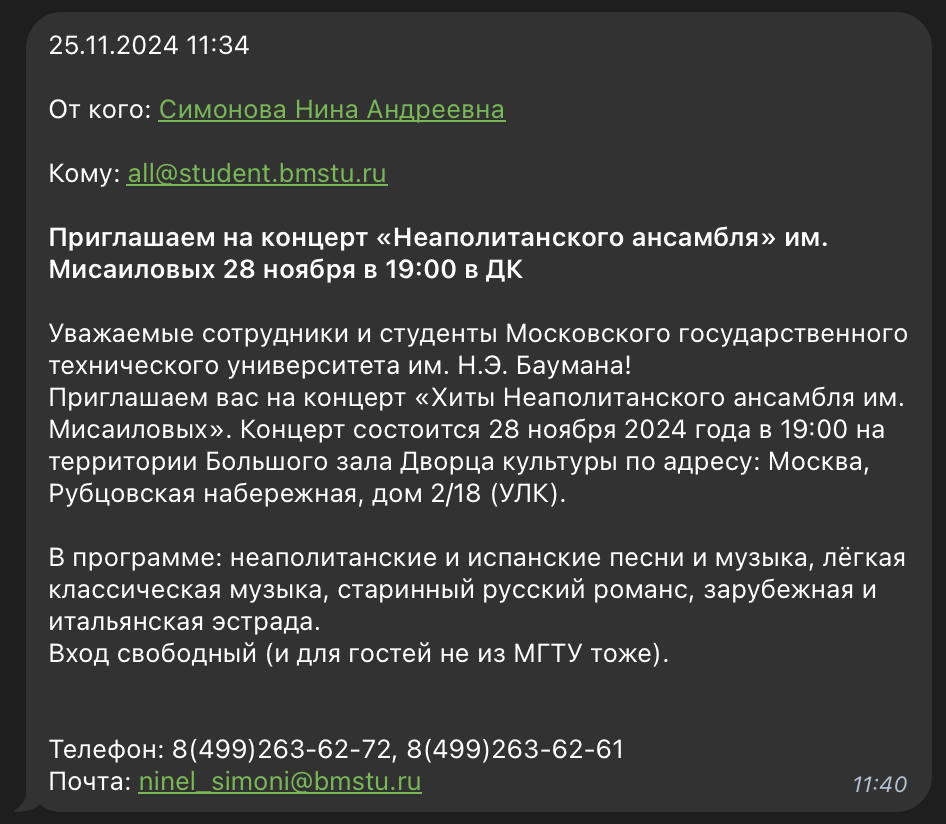 25.11.2024 11:34
От кого: Симонова Нина Андреевна
Кому: all@student.bmstu.ru
Приглашаем на концерт «Неаполитанского ансамбля» им.
Мисаиловых 28 ноября в 19:00 в ДК
Уважаемые сотрудники и студенты Московского государственного
технического университета им. Н.Э. Баумана!
Приглашаем вас на концерт «Хиты Неаполитанского ансамбля им.
Мисаиловых». Концерт состоится 28 ноября 2024 года в 19:00 на
территории Большого зала Дворца культуры по адресу: Москва,
Рубцовская набережная, дом 2/18 (УЛК).
В программе: неаполитанские и испанские песни и музыка, лёгкая
классическая музыка, старинный русский романс, зарубежная и
итальянская эстрада.
Вход свободный (и для гостей не из МГТУ тоже).
Телефон: 8(499)263-62-72, 8(499)263-62-61
Почта: ninel_simoni@bmstu.ru
11:40